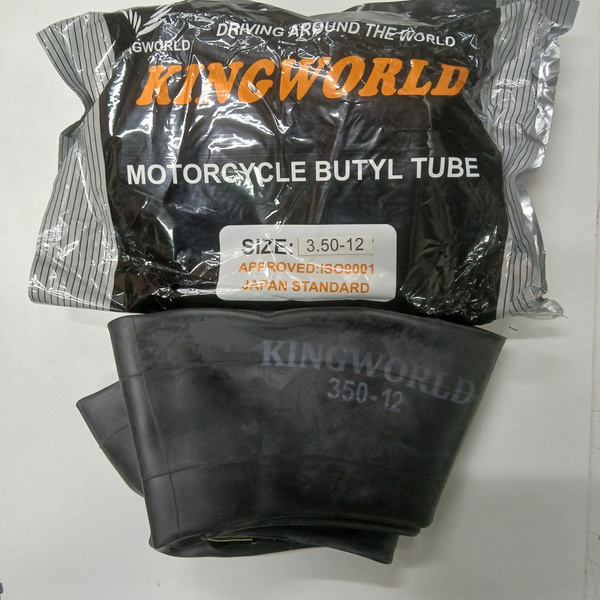 DRIVING AROUND THE WORLD
GWORLD
KINGWORLD
MOTORCYCLE BUTYL TUBE
SIZE: 3.50-12
APPROVED:ISO9001
JAPAN STANDARD
KINGWORLD
350-12